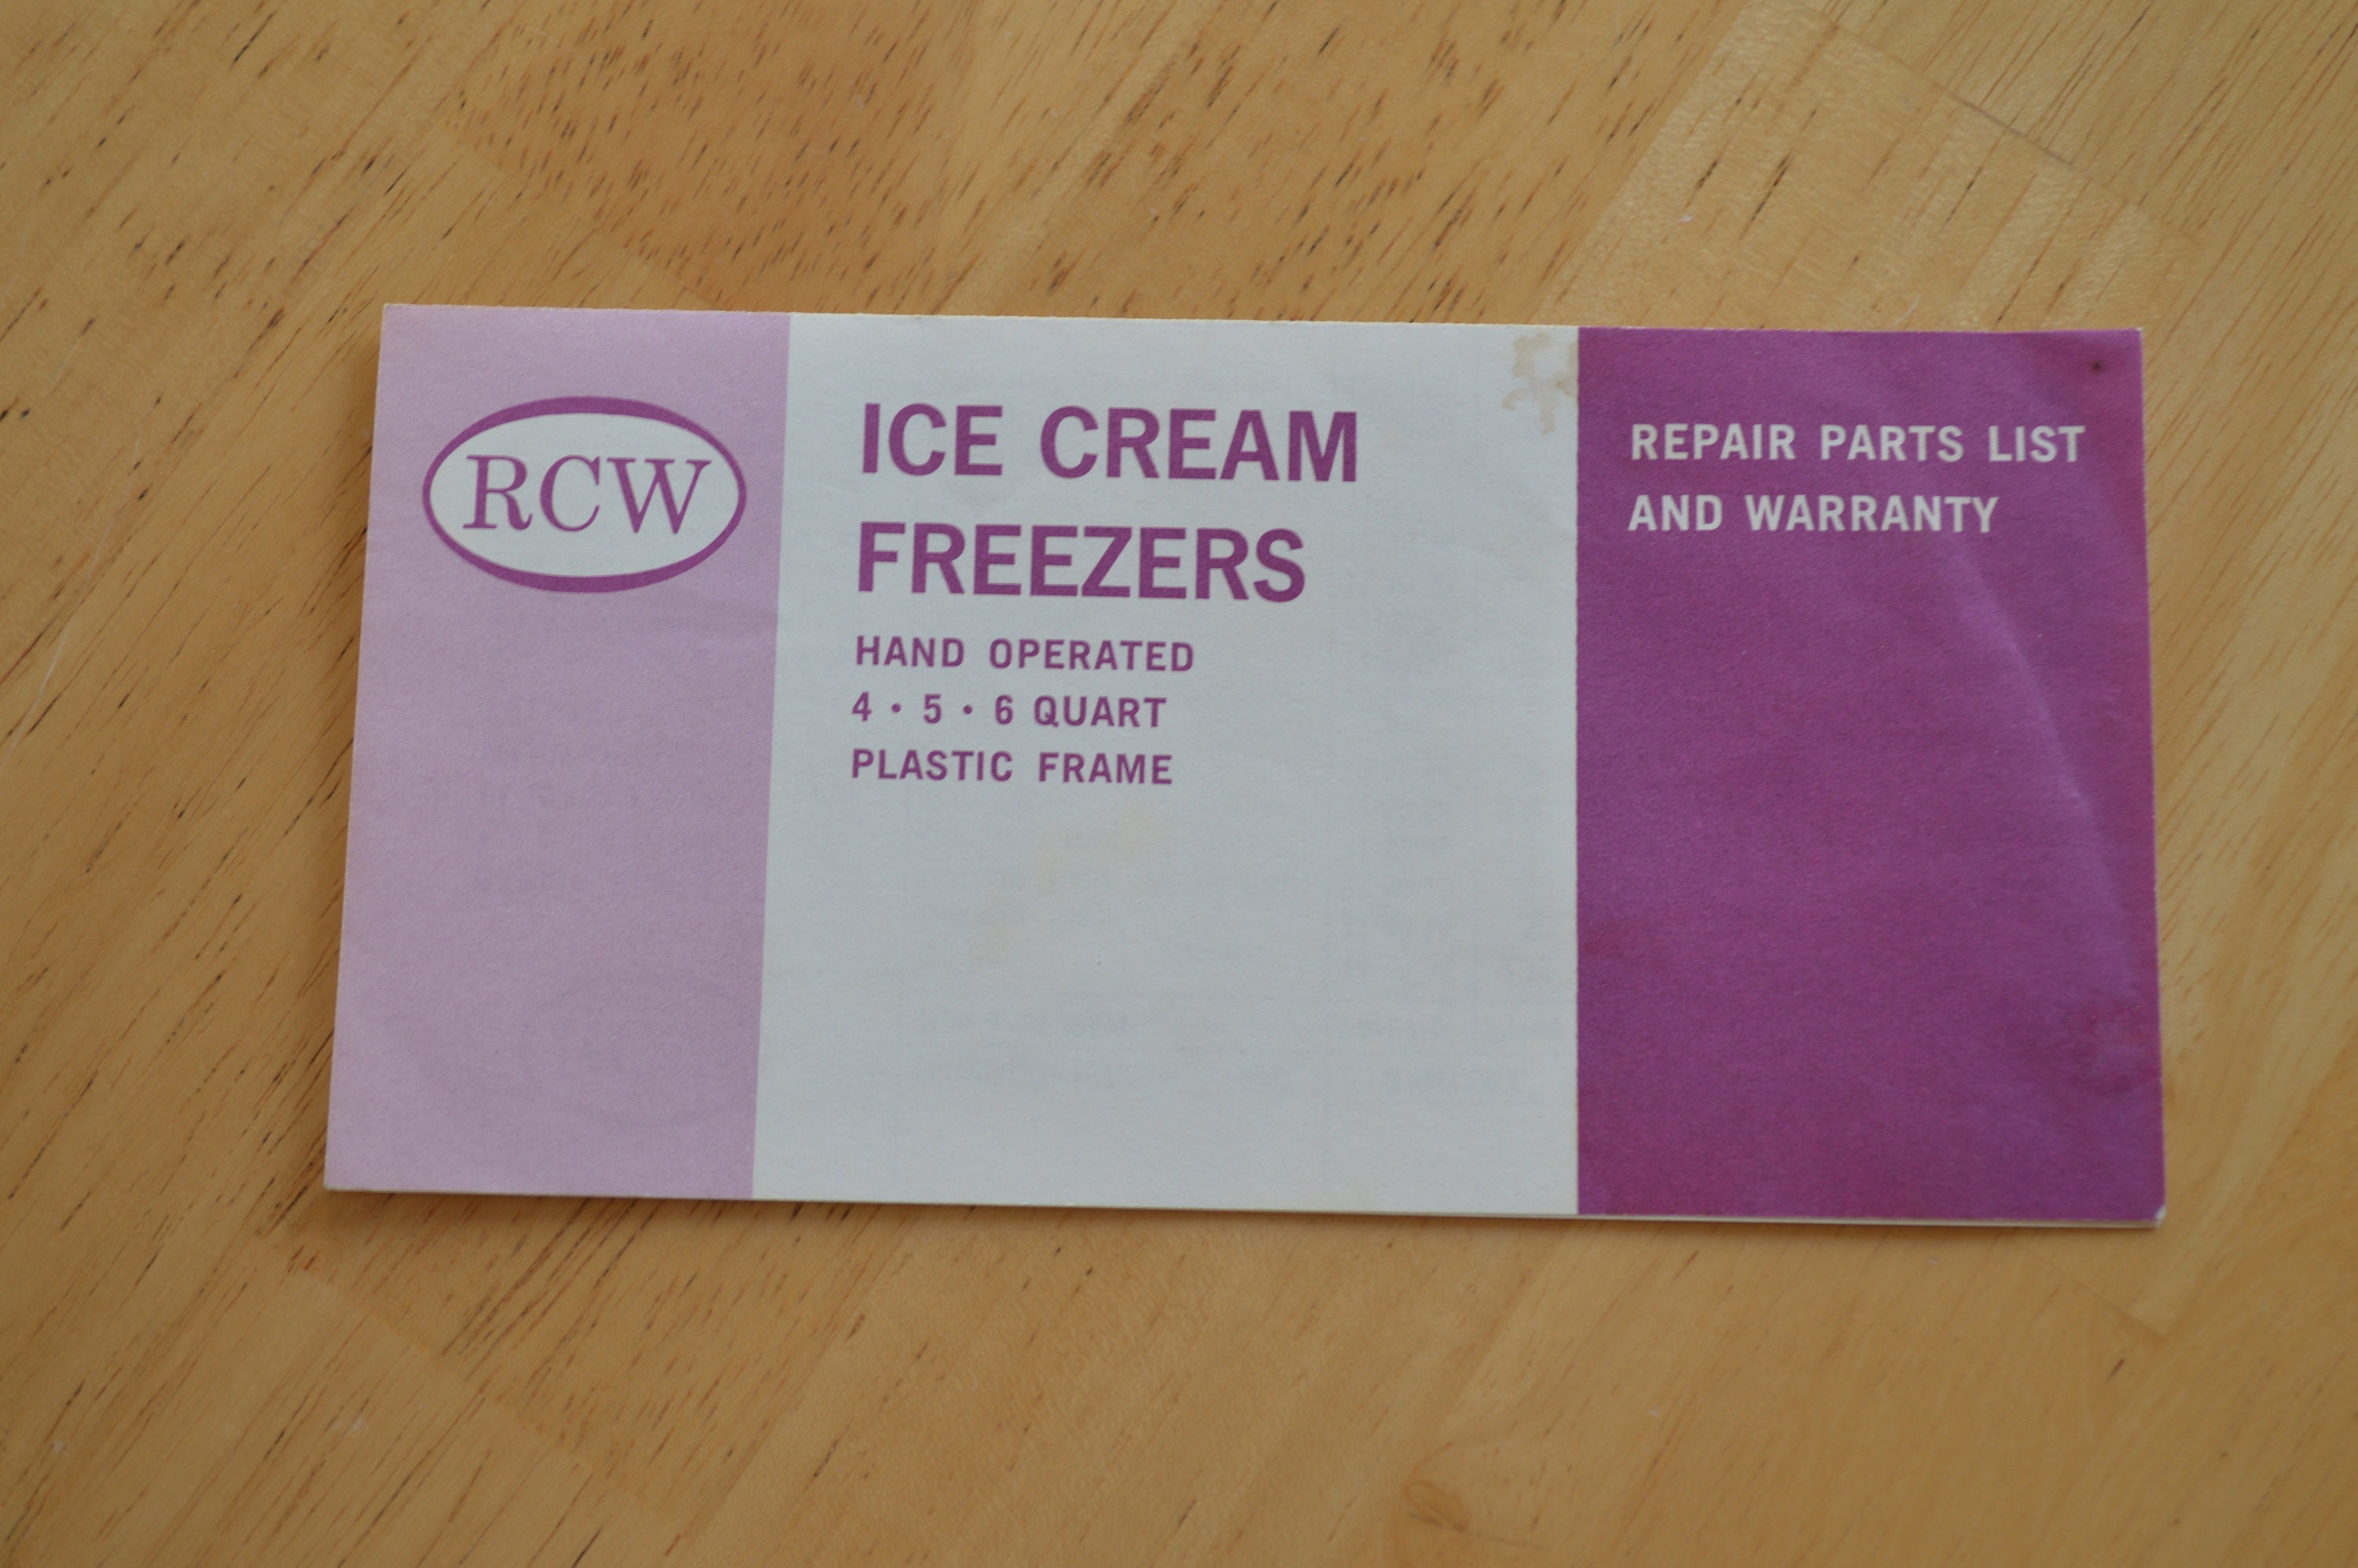 RCW
ICE CREAM
FREEZERS
HAND OPERATED
4 • 5 • 6 QUART
PLASTIC FRAME
REPAIR PARTS LIST
AND WARRANTY